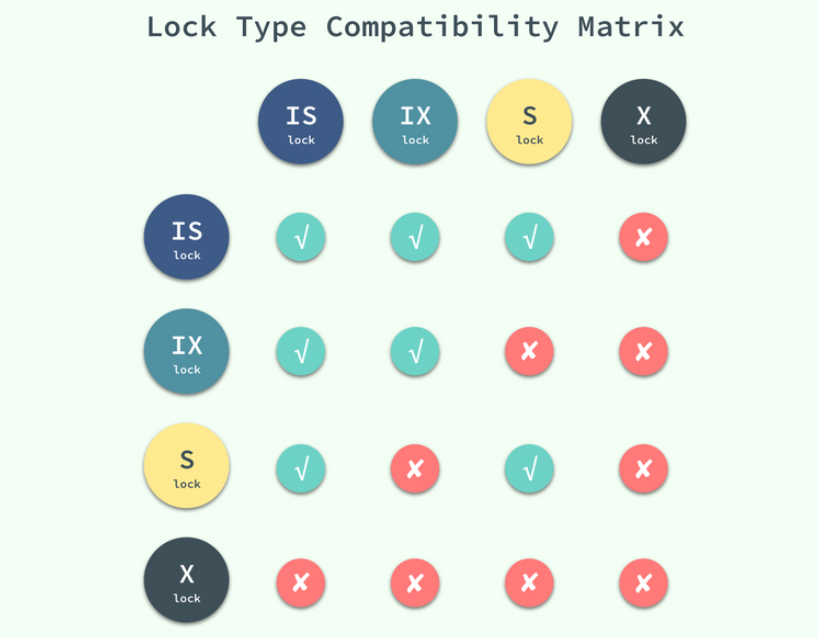 Lock Type Compatibility Matrix
IS IX S X
lock lock lock lock
IS
lock
√ √ √ ✘
IX
lock
√ √ ✘ ✘
S
lock
√ ✘ √ ✘
X
lock
✘ ✘ ✘ ✘